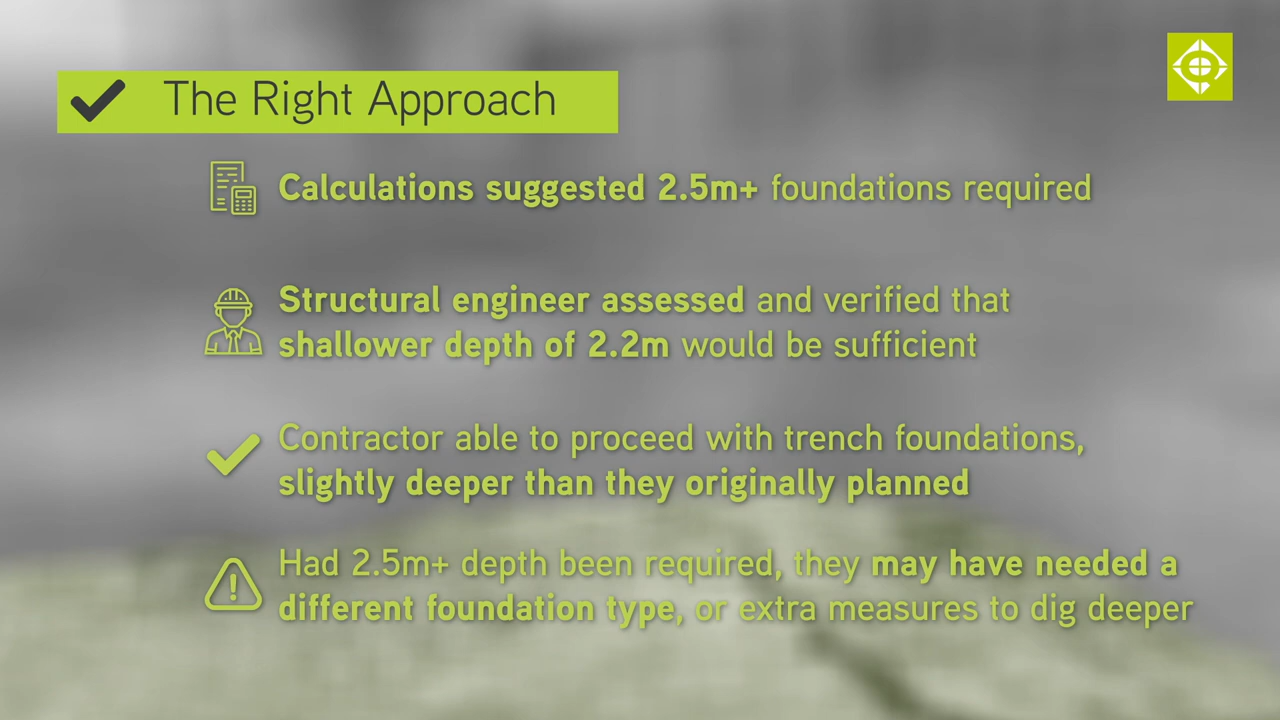 The Right Approach
Calculations suggested 2.5m+ foundations required
Structural engineer assessed and verified that
shallower depth of 2.2m would be sufficient
Contractor able to proceed with trench foundations,
slightly deeper than they originally planned
Had 2.5m+ depth been required, they may have needed a
different foundation type, or extra measures to dig deeper